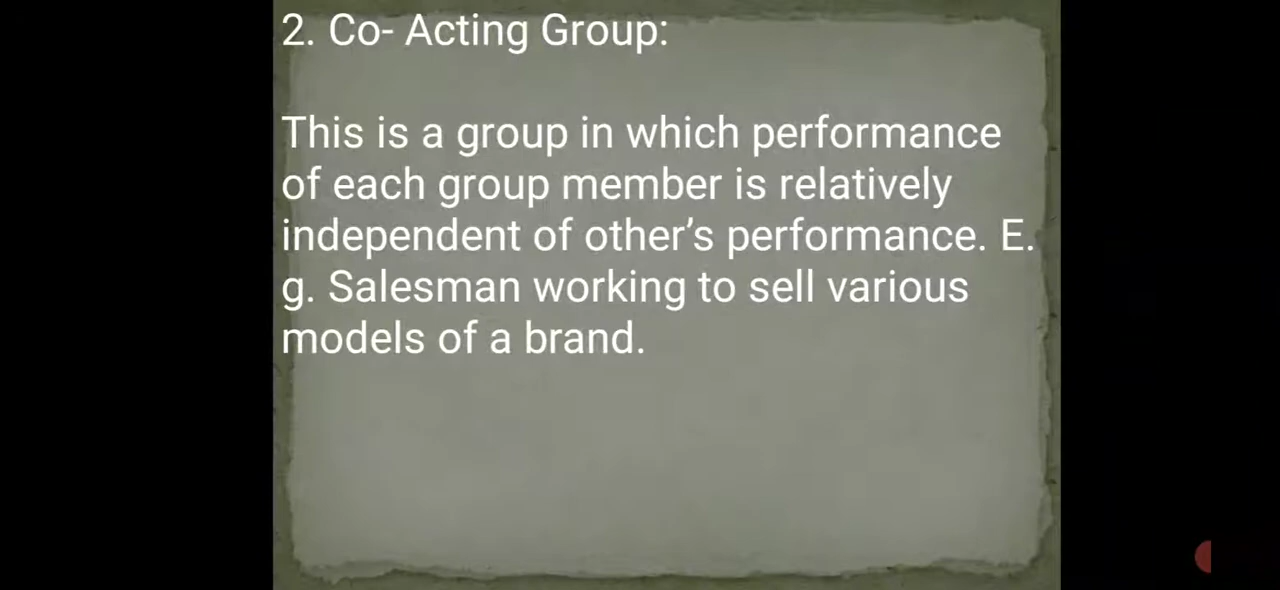 2. Co- Acting Group:
This is a group in which performance
of each group member is relatively
independent of other’s performance. E.
g. Salesman working to sell various
models of a brand.